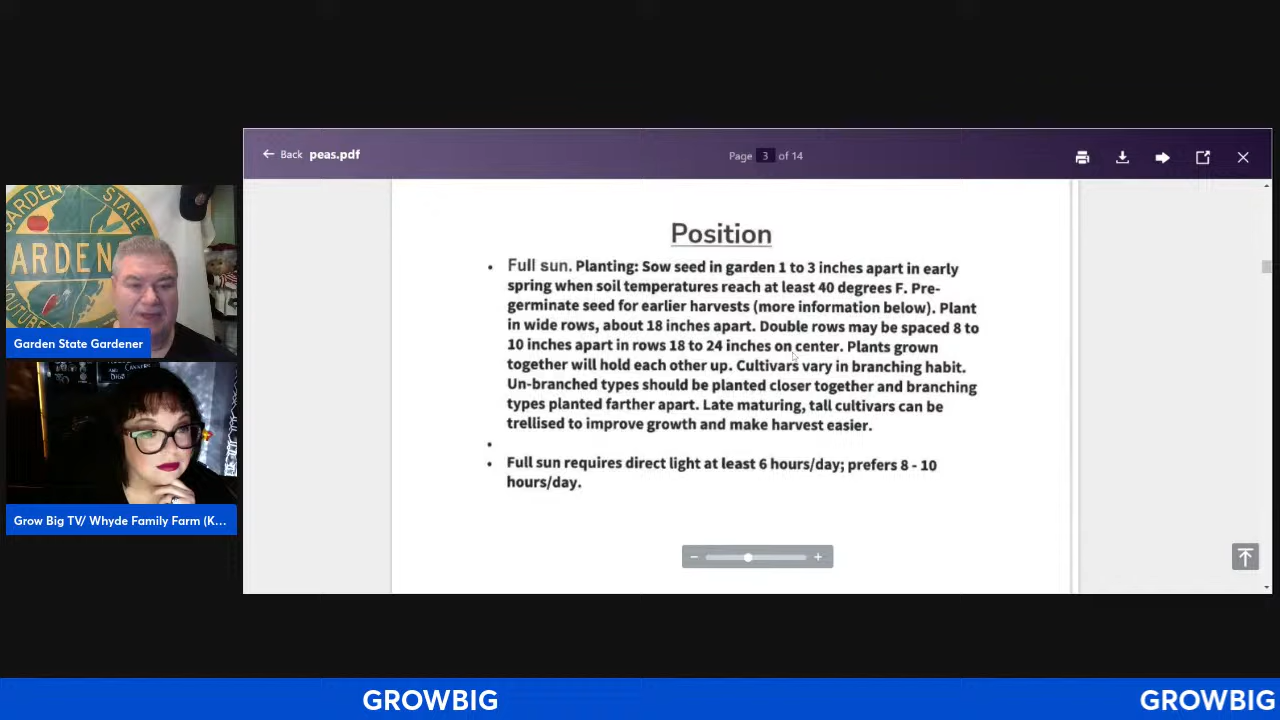 Back peas.pdf
Page 3 of 14
Position
• Full sun. Planting: Sow seed in garden 1 to 3 inches apart in early
spring when soil temperatures reach at least 40 degrees F. Pre-
germinate seed for earlier harvests (more information below). Plant
in wide rows, about 18 inches apart. Double rows may be spaced 8 to
10 inches apart in rows 18 to 24 inches on center. Plants grown
together will hold each other up. Cultivars vary in branching habit.
Un-branched types should be planted closer together and branching
types planted farther apart. Late maturing, tall cultivars can be
trellised to improve growth and make harvest easier.
•
• Full sun requires direct light at least 6 hours/day; prefers 8 - 10
hours/day.
GARDEN STATE
GARDEN
YOUTUBE
Garden State Gardener
Grow Big TV/ Whyde Family Farm (K...
GROWBIG
GROWBIG